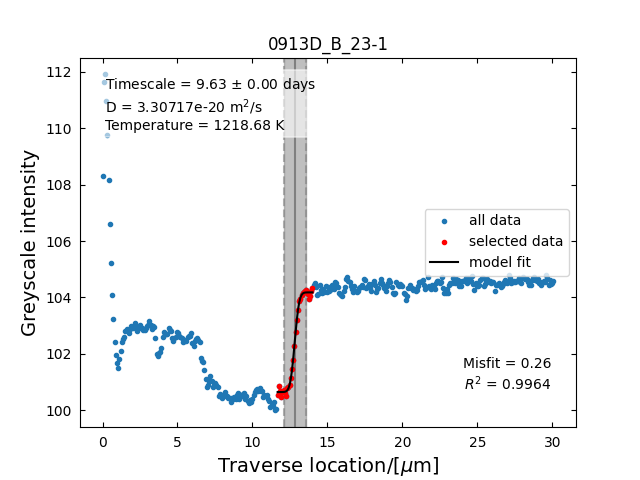 0913D_B_23-1
Timescale = 9.63 ± 0.00 days
D = 3.30717e-20 m²/s
Temperature = 1218.68 K
112
110
108
106
104
102
100
Greyscale intensity
all data
selected data
model fit
Misfit = 0.26
R² = 0.9964
0 5 10 15 20 25 30
Traverse location/[μm]